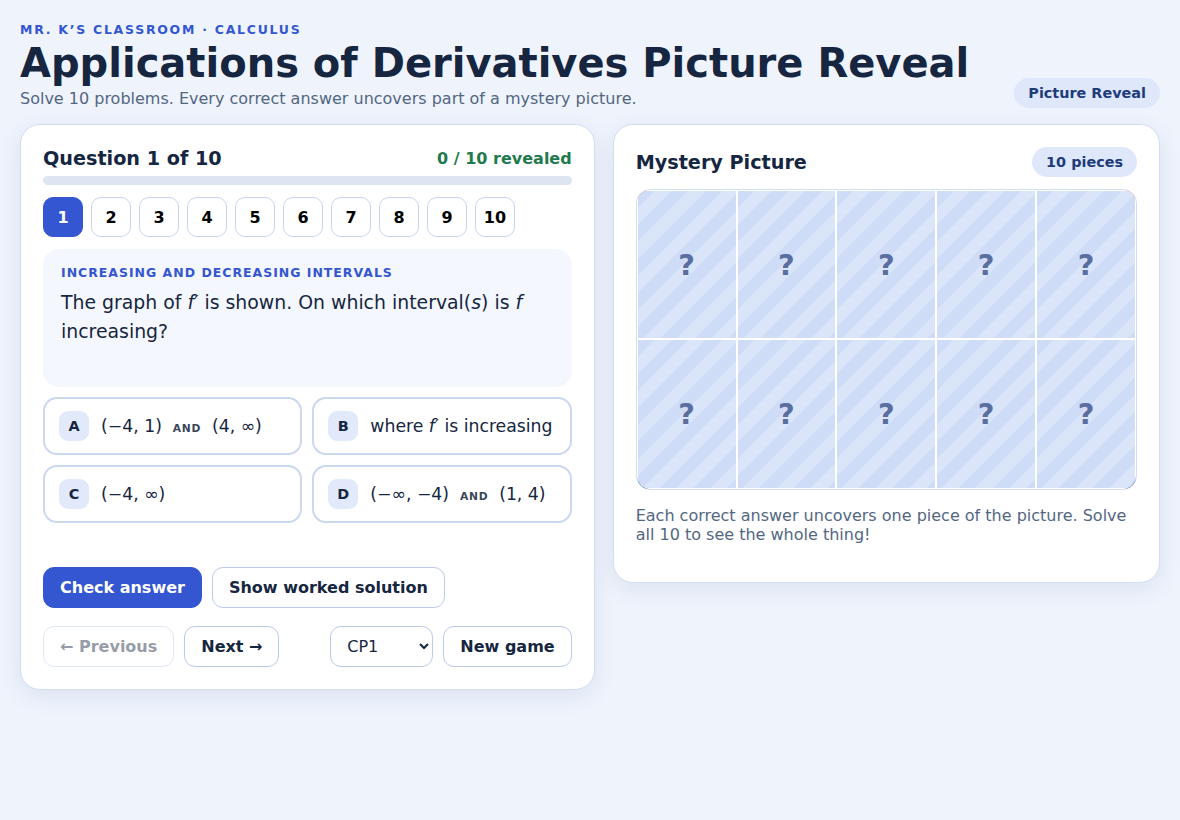 MR. K’S CLASSROOM · CALCULUS
Applications of Derivatives Picture Reveal
Solve 10 problems. Every correct answer uncovers part of a mystery picture.
Picture Reveal
Question 1 of 10
0 / 10 revealed
1 2 3 4 5 6 7 8 9 10
INCREASING AND DECREASING INTERVALS
The graph of f′ is shown. On which interval(s) is f
increasing?
A (−4, 1) AND (4, ∞)
B where f′ is increasing
C (−4, ∞)
D (−∞, −4) AND (1, 4)
Check answer
Show worked solution
← Previous
Next →
CP1
New game
Mystery Picture
10 pieces
? ? ? ? ?
? ? ? ? ?
Each correct answer uncovers one piece of the picture. Solve
all 10 to see the whole thing!